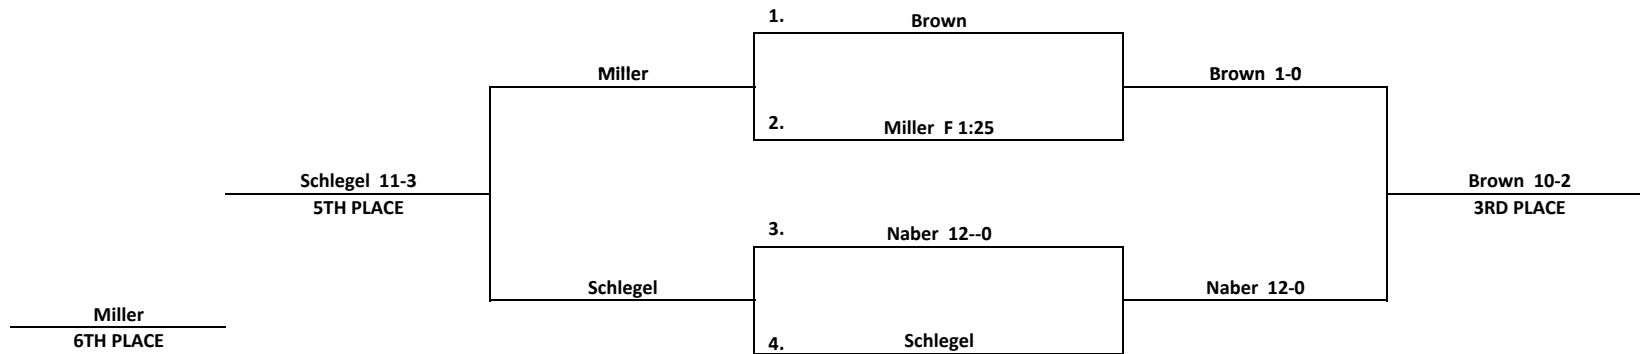 1.
Brown
Miller
Brown 1-0
2.
Miller F 1:25
Schlegel 11-3
5TH PLACE
Brown 10-2
3RD PLACE
3.
Naber 12--0
Schlegel
Naber 12-0
Miller
6TH PLACE
4.
Schlegel